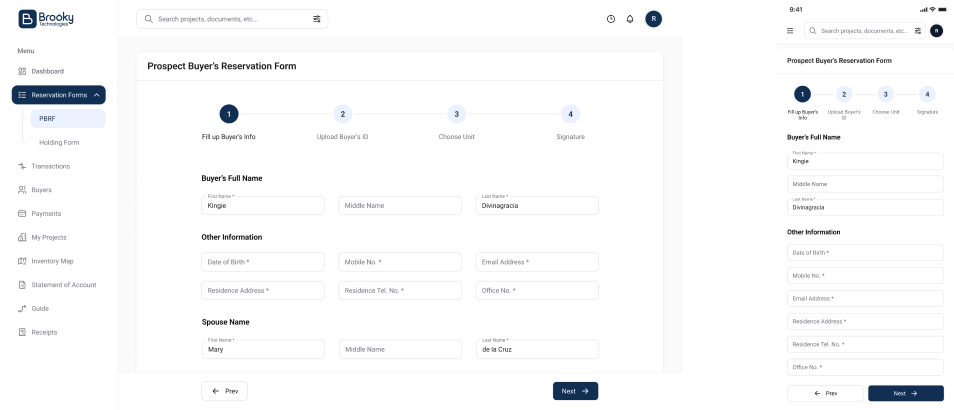 Brooky
Technologies
Search projects, documents, etc...
R
Menu
Dashboard
Reservation Forms
PBRF
Holding Form
Transactions
Buyers
Payments
My Projects
Inventory Map
Statement of Account
Guide
Receipts
Prospect Buyer's Reservation Form
1 2 3 4
Fill up Buyer's Info Upload Buyer's ID Choose Unit Signature
Buyer's Full Name
First Name * Last Name *
Kingie Middle Name Divinagracia
Other Information
Date of Birth * Mobile No. * Email Address *
Residence Address * Residence Tel. No. * Office No. *
Spouse Name
First Name * Last Name *
Mary Middle Name de la Cruz
Prev Next
9:41
Search projects, documents, etc...
R
Prospect Buyer's Reservation Form
1 2 3 4
Fill up Buyer's Upload Buyer's Choose Unit Signature
Info ID
Buyer's Full Name
First Name *
Kingie
Middle Name
Last Name *
Divinagracia
Other Information
Date of Birth *
Mobile No. *
Email Address *
Residence Address *
Residence Tel. No. *
Office No. *
Prev Next